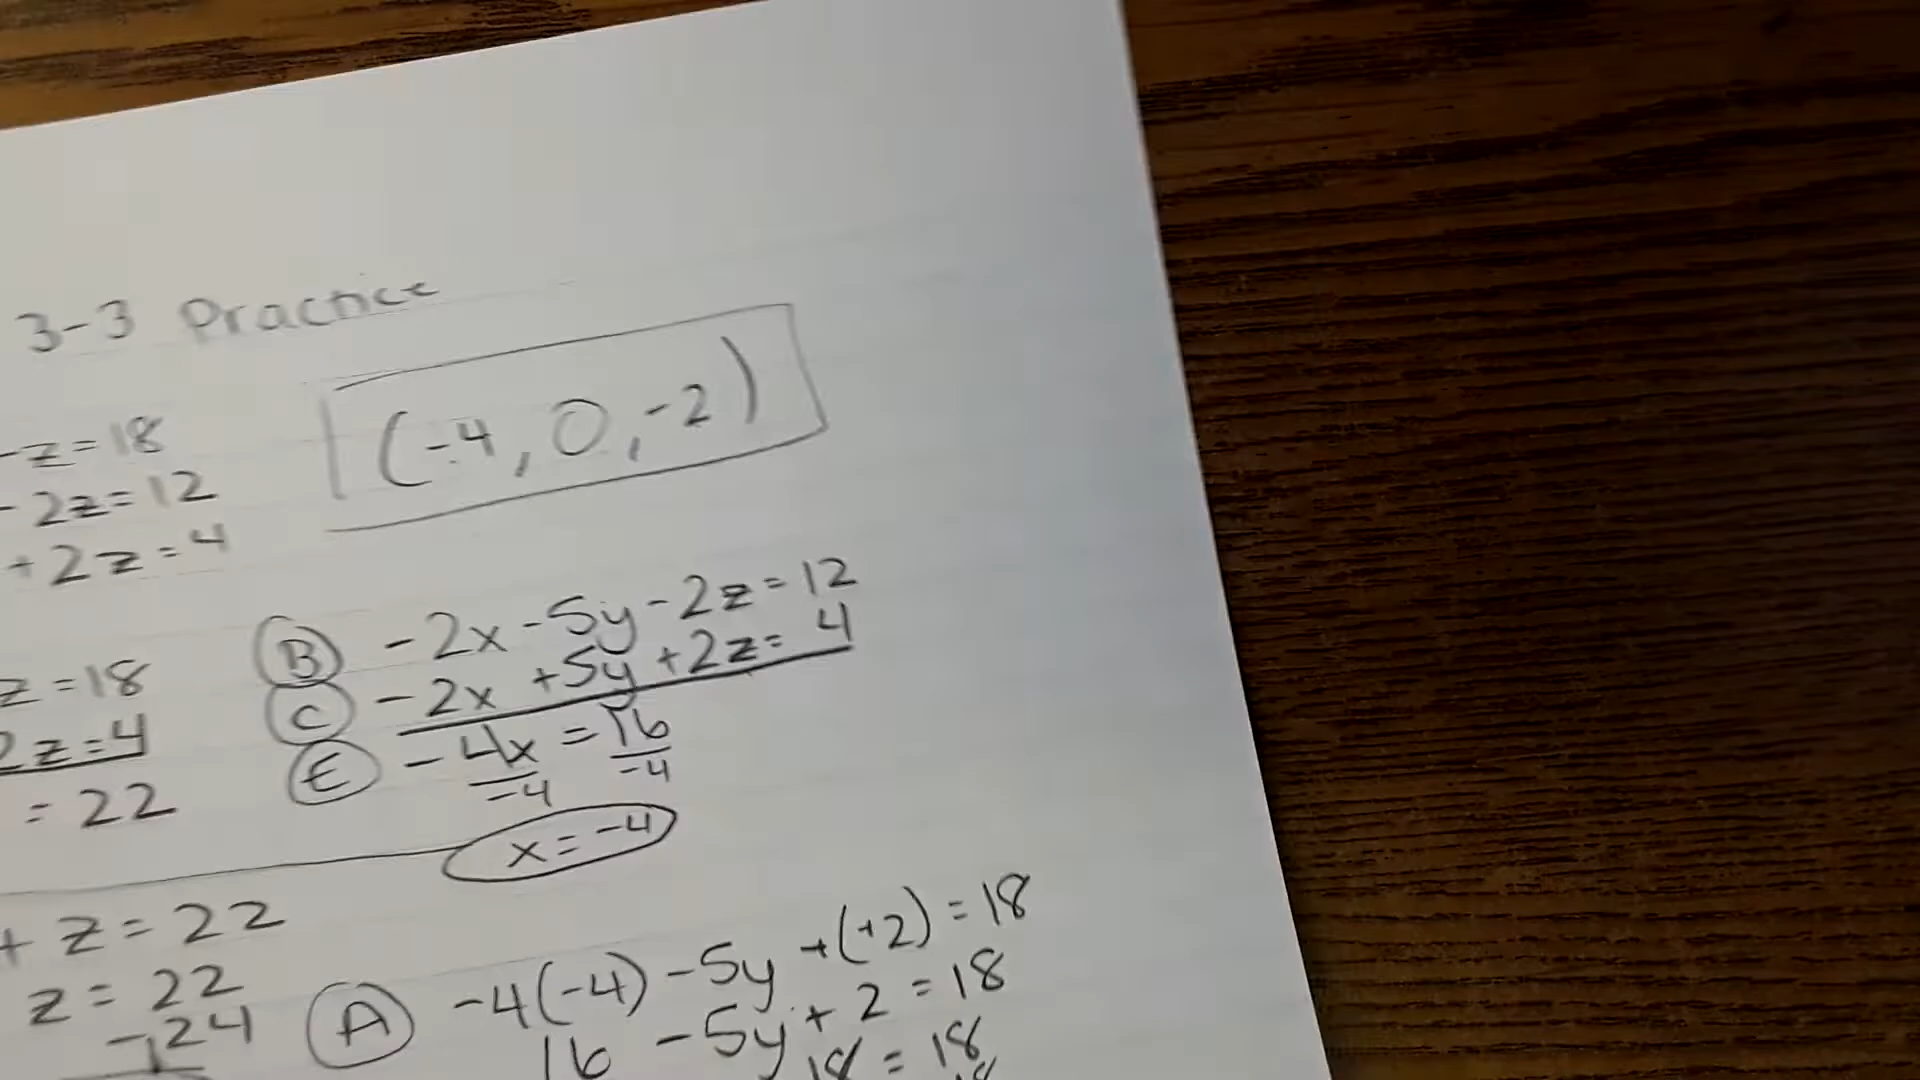 3-3 Practice
-z=18
(-4, 0, -2)
- 2z=12
+2z=4
B -2x-5y-2z=12
z=18
C -2x +5y +2z= 4
2z=4
E -4x = 16
-4 -4
= 22
x = -4
+ z = 22
A -4(-4) -5y +(+2) = 18
z = 22
-24
16 -5y + 2 = 18
18 = 18